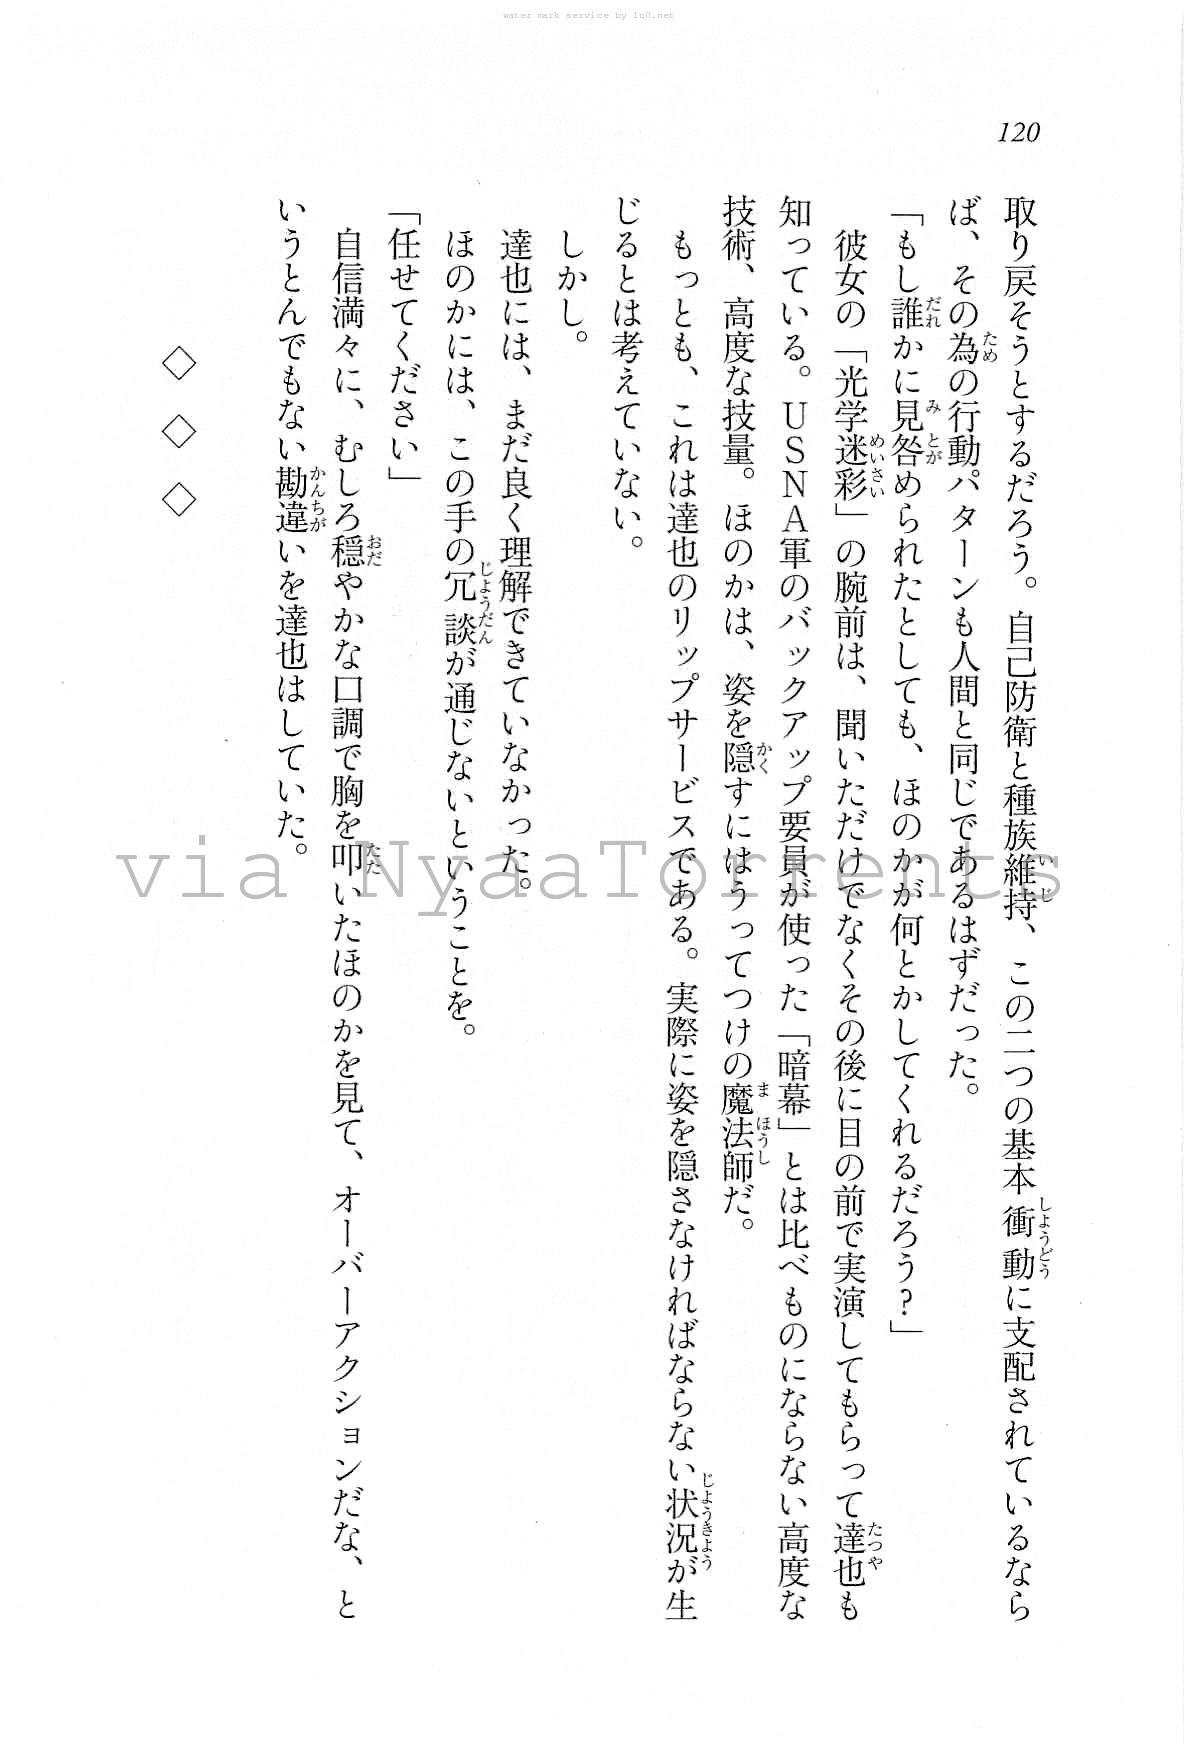 water mark service by lu0.net
120
取り戻そうとするだろう。自己防衛と種族維持、この二つの基本衝動に支配されているなら
ば、その為の行動パターンも人間と同じであるはずだった。
「もし誰かに見咎められたとしても、ほのかが何とかしてくれるだろう?」
彼女の「光学迷彩」の腕前は、聞いただけでなくその後に目の前で実演してもらって達也も
知っている。USNA軍のバックアップ要員が使った「暗幕」とは比べものにならない高度な
技術、高度な技量。ほのかは、姿を隠すにはうってつけの魔法師だ。
もっとも、これは達也のリップサービスである。実際に姿を隠さなければならない状況が生
じるとは考えていない。
しかし。
達也には、まだ良く理解できていなかった。
ほのかには、この手の冗談が通じないということを。
「任せてください」
自信満々に、むしろ穏やかな口調で胸を叩いたほのかを見て、オーバーアクションだな、と
いうとんでもない勘違いを達也はしていた。
◇ ◇ ◇
via NyaaTorrents